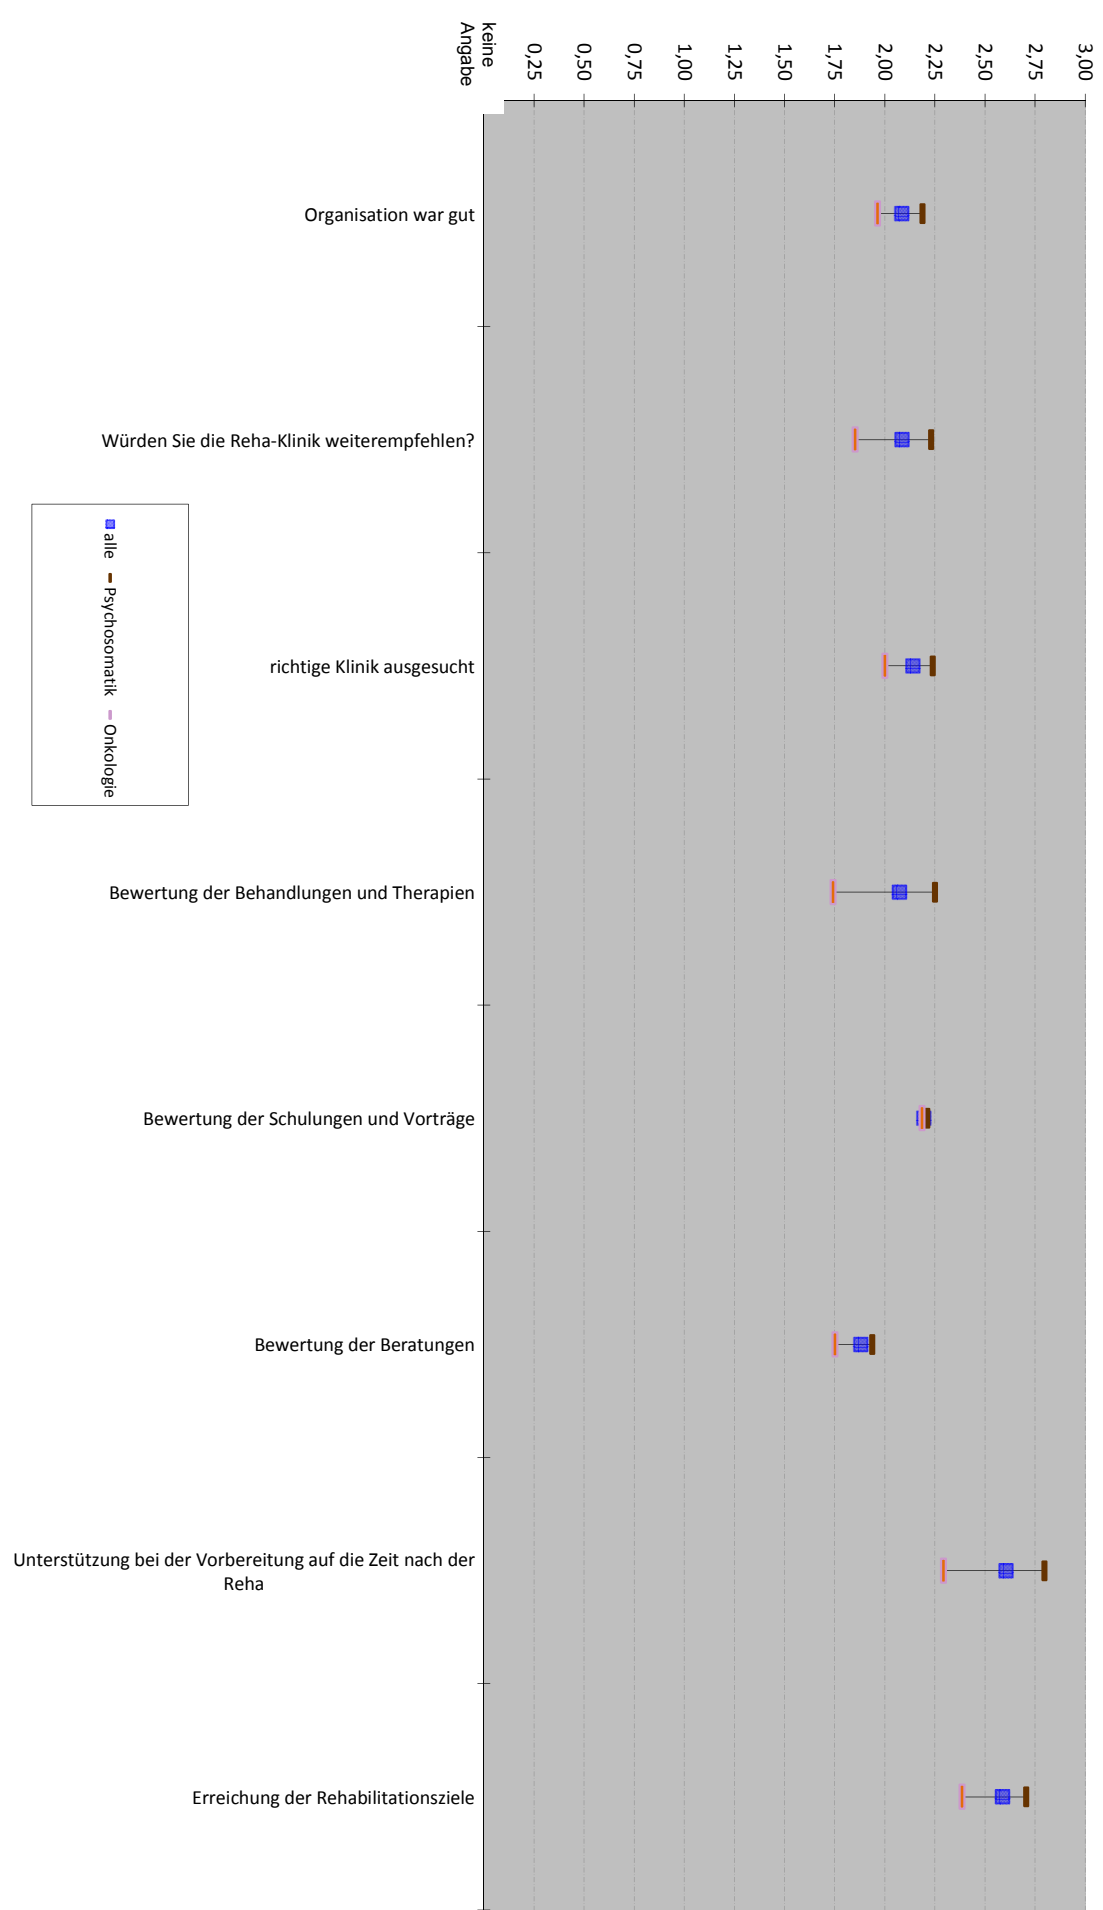 keine
Angabe
0,25
0,50
0,75
1,00
1,25
1,50
1,75
2,00
2,25
2,50
2,75
3,00
Organisation war gut
Würden Sie die Reha-Klinik weiterempfehlen?
richtige Klinik ausgesucht
Bewertung der Behandlungen und Therapien
Bewertung der Schulungen und Vorträge
Bewertung der Beratungen
Unterstützung bei der Vorbereitung auf die Zeit nach der
Reha
Erreichung der Rehabilitationsziele
alle Psychosomatik Onkologie